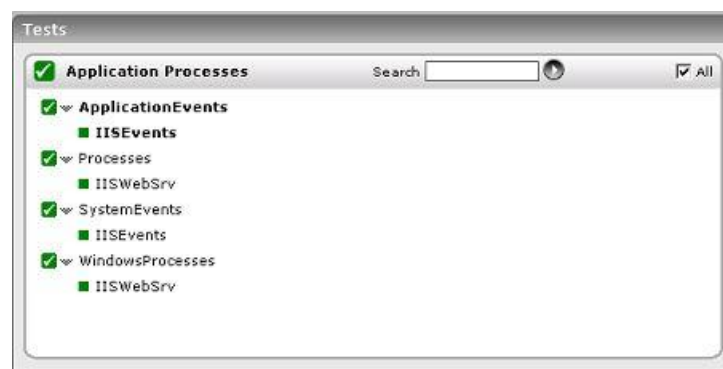 Tests
Application Processes Search All
ApplicationEvents
IISEvents
Processes
IISWebSrv
SystemEvents
IISEvents
WindowsProcesses
IISWebSrv